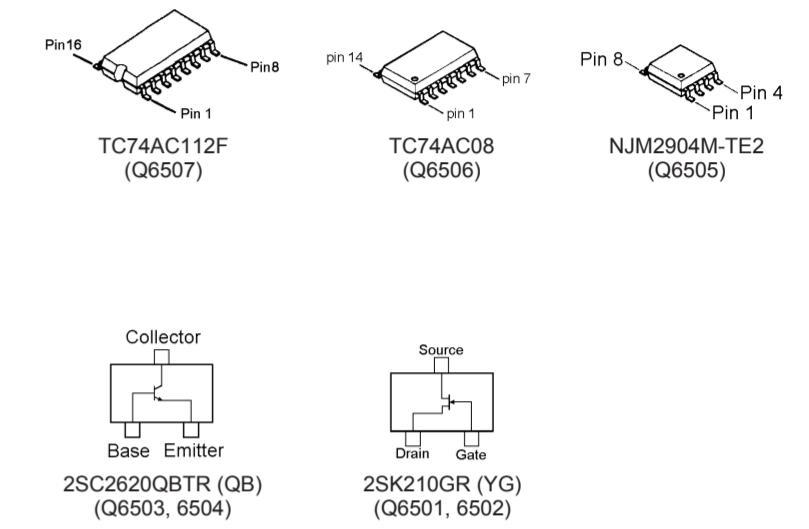 Pin16
Pin8
Pin 1
TC74AC112F
(Q6507)
pin 14
pin 7
pin 1
TC74AC08
(Q6506)
Pin 8
Pin 4
Pin 1
NJM2904M-TE2
(Q6505)
Collector
Base Emitter
2SC2620QBTR (QB)
(Q6503, 6504)
Source
Drain Gate
2SK210GR (YG)
(Q6501, 6502)